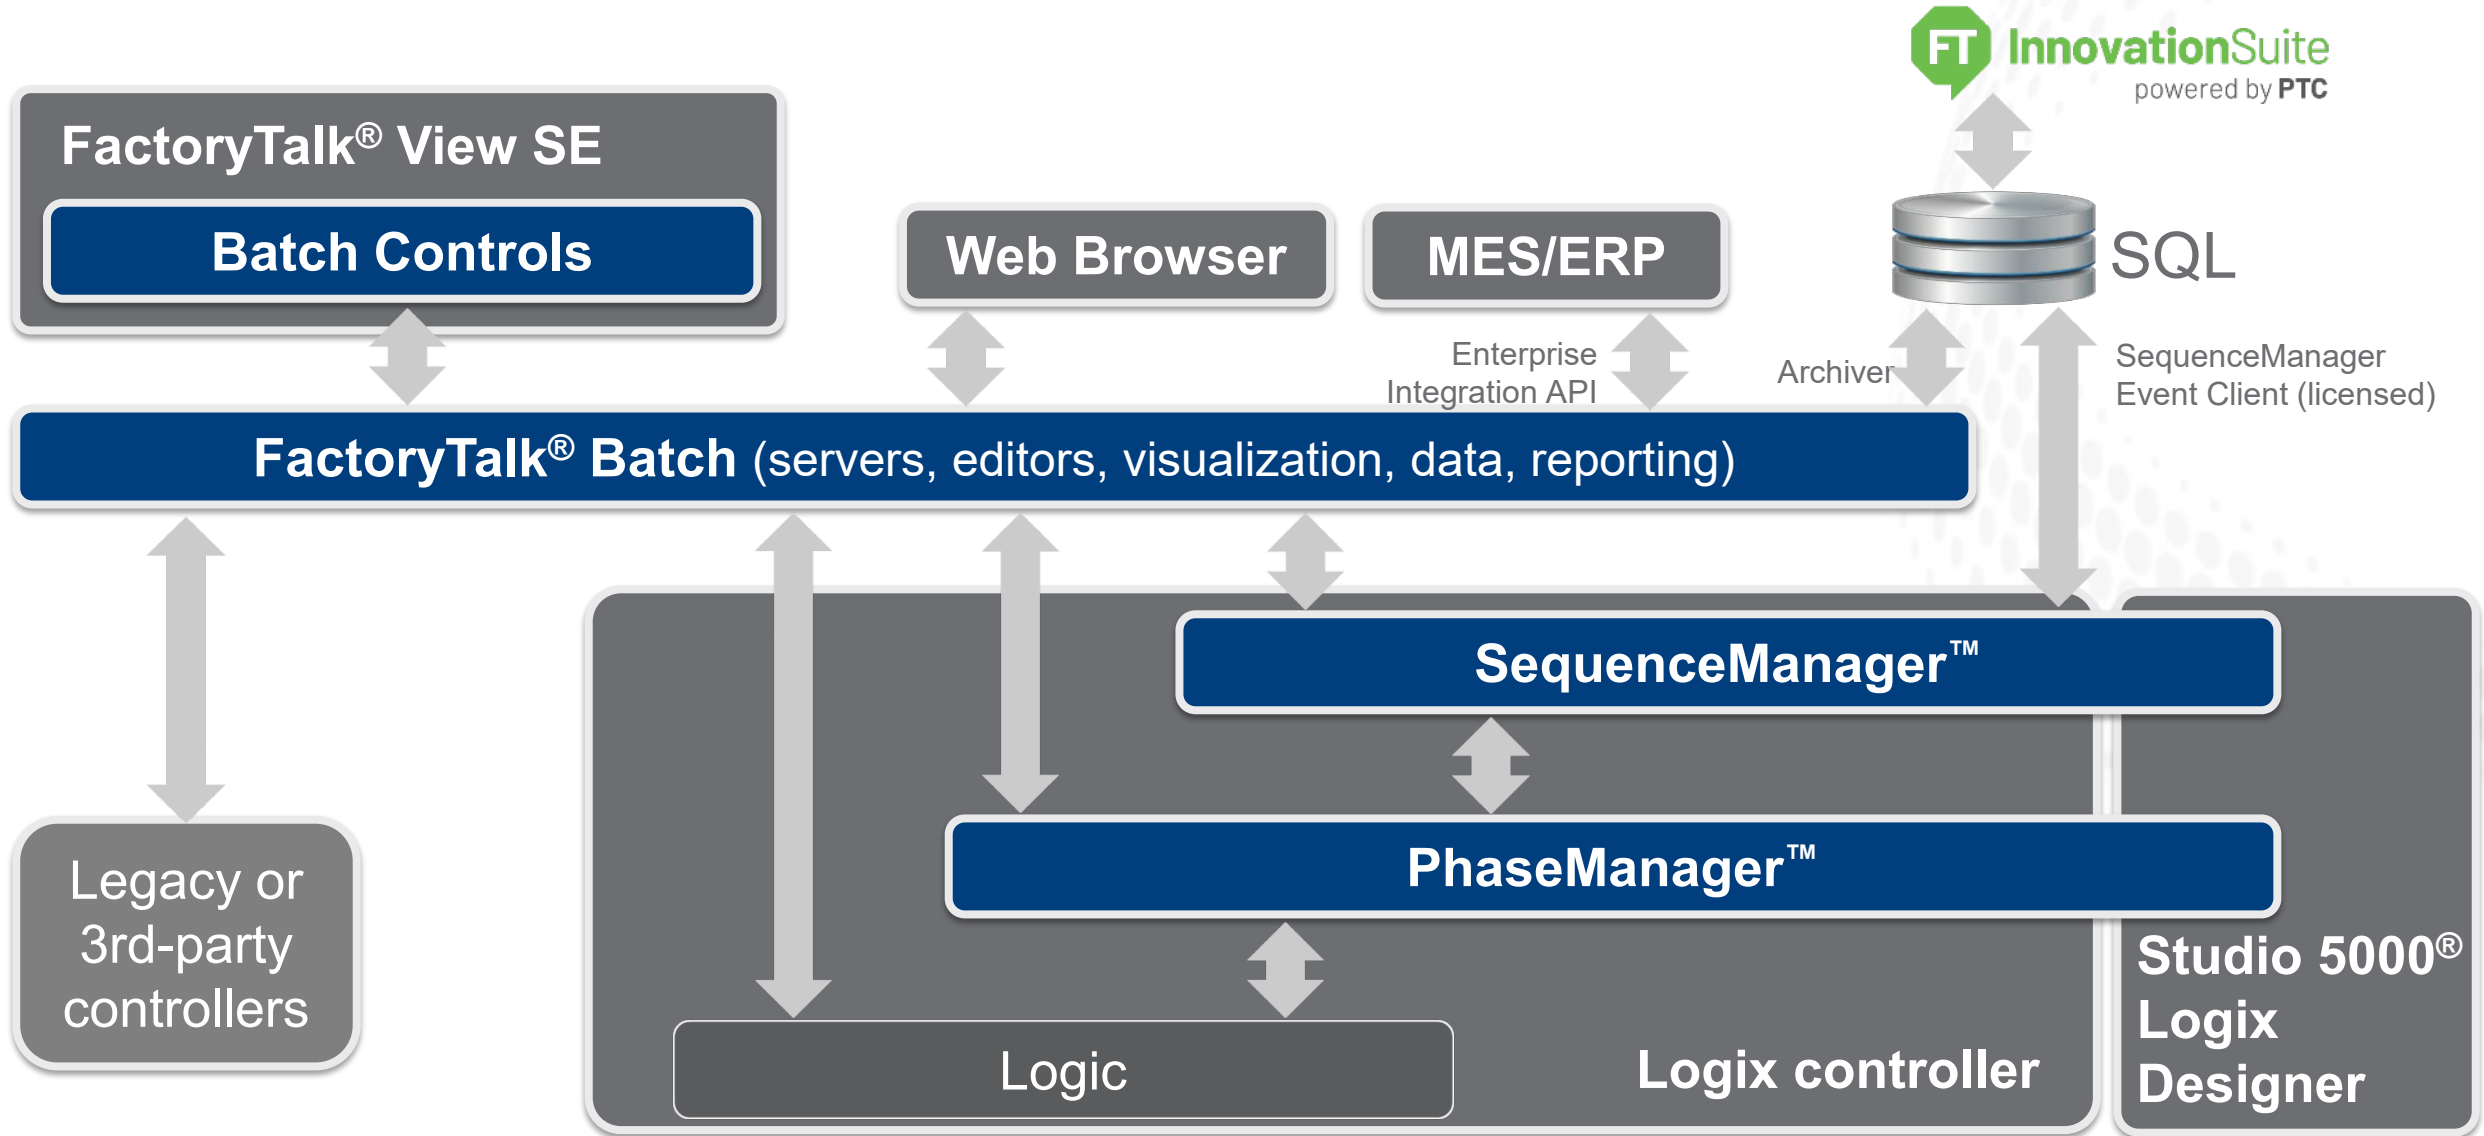 FT InnovationSuite
powered by PTC
FactoryTalk® View SE
Batch Controls
Web Browser
MES/ERP
SQL
Enterprise
Integration API
Archiver
SequenceManager
Event Client (licensed)
FactoryTalk® Batch (servers, editors, visualization, data, reporting)
SequenceManager™
PhaseManager™
Legacy or
3rd-party
controllers
Logic
Logix controller
Studio 5000®
Logix
Designer